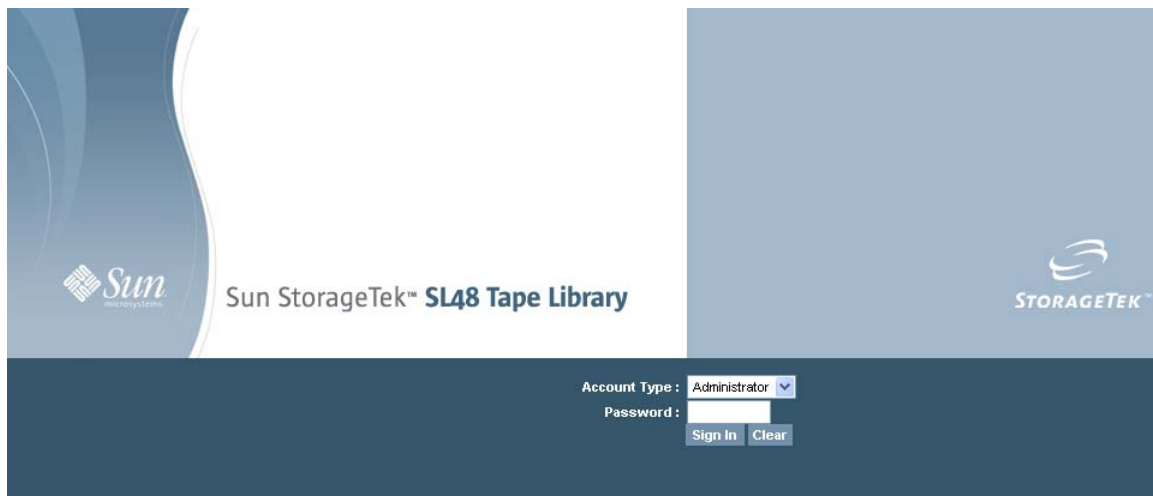 Sun
microsystems
Sun StorageTek™ SL48 Tape Library
STORAGETEK™
Account Type : Administrator
Password :
Sign In Clear